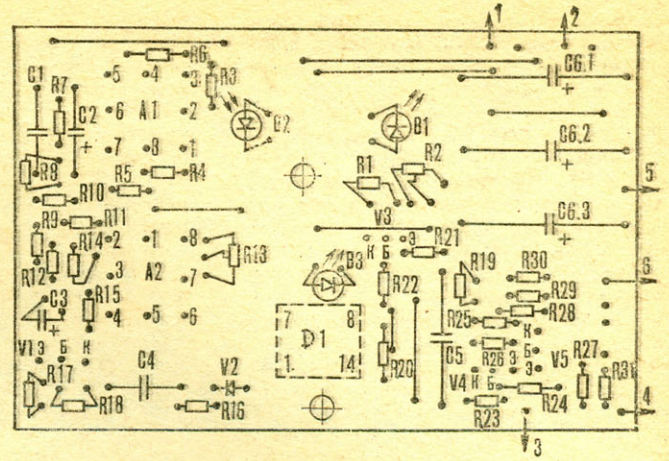 1 2
R6
C1 R7 5 4 3 R3 C6.1
C2 6 A1 2 B2 B1
+ 7 8 1 C6.2
+
R8 R5 R4 R1 R2 5
R10
R9 R11 V3 C6.3
+
R14 2 1 8 R13 К Б Э R21
R12 3 A2 7 B3 R22 R19 R30 6
R29
C3 R15 R28
+ 4 5 6 7 8 R25 К
D1 C5 R26 Э Б
V1 Э Б К 1 14 R20 К Б Э V5 R27 R31
R17 C4 V2 V4
R18 R16 R23 R24 4
3